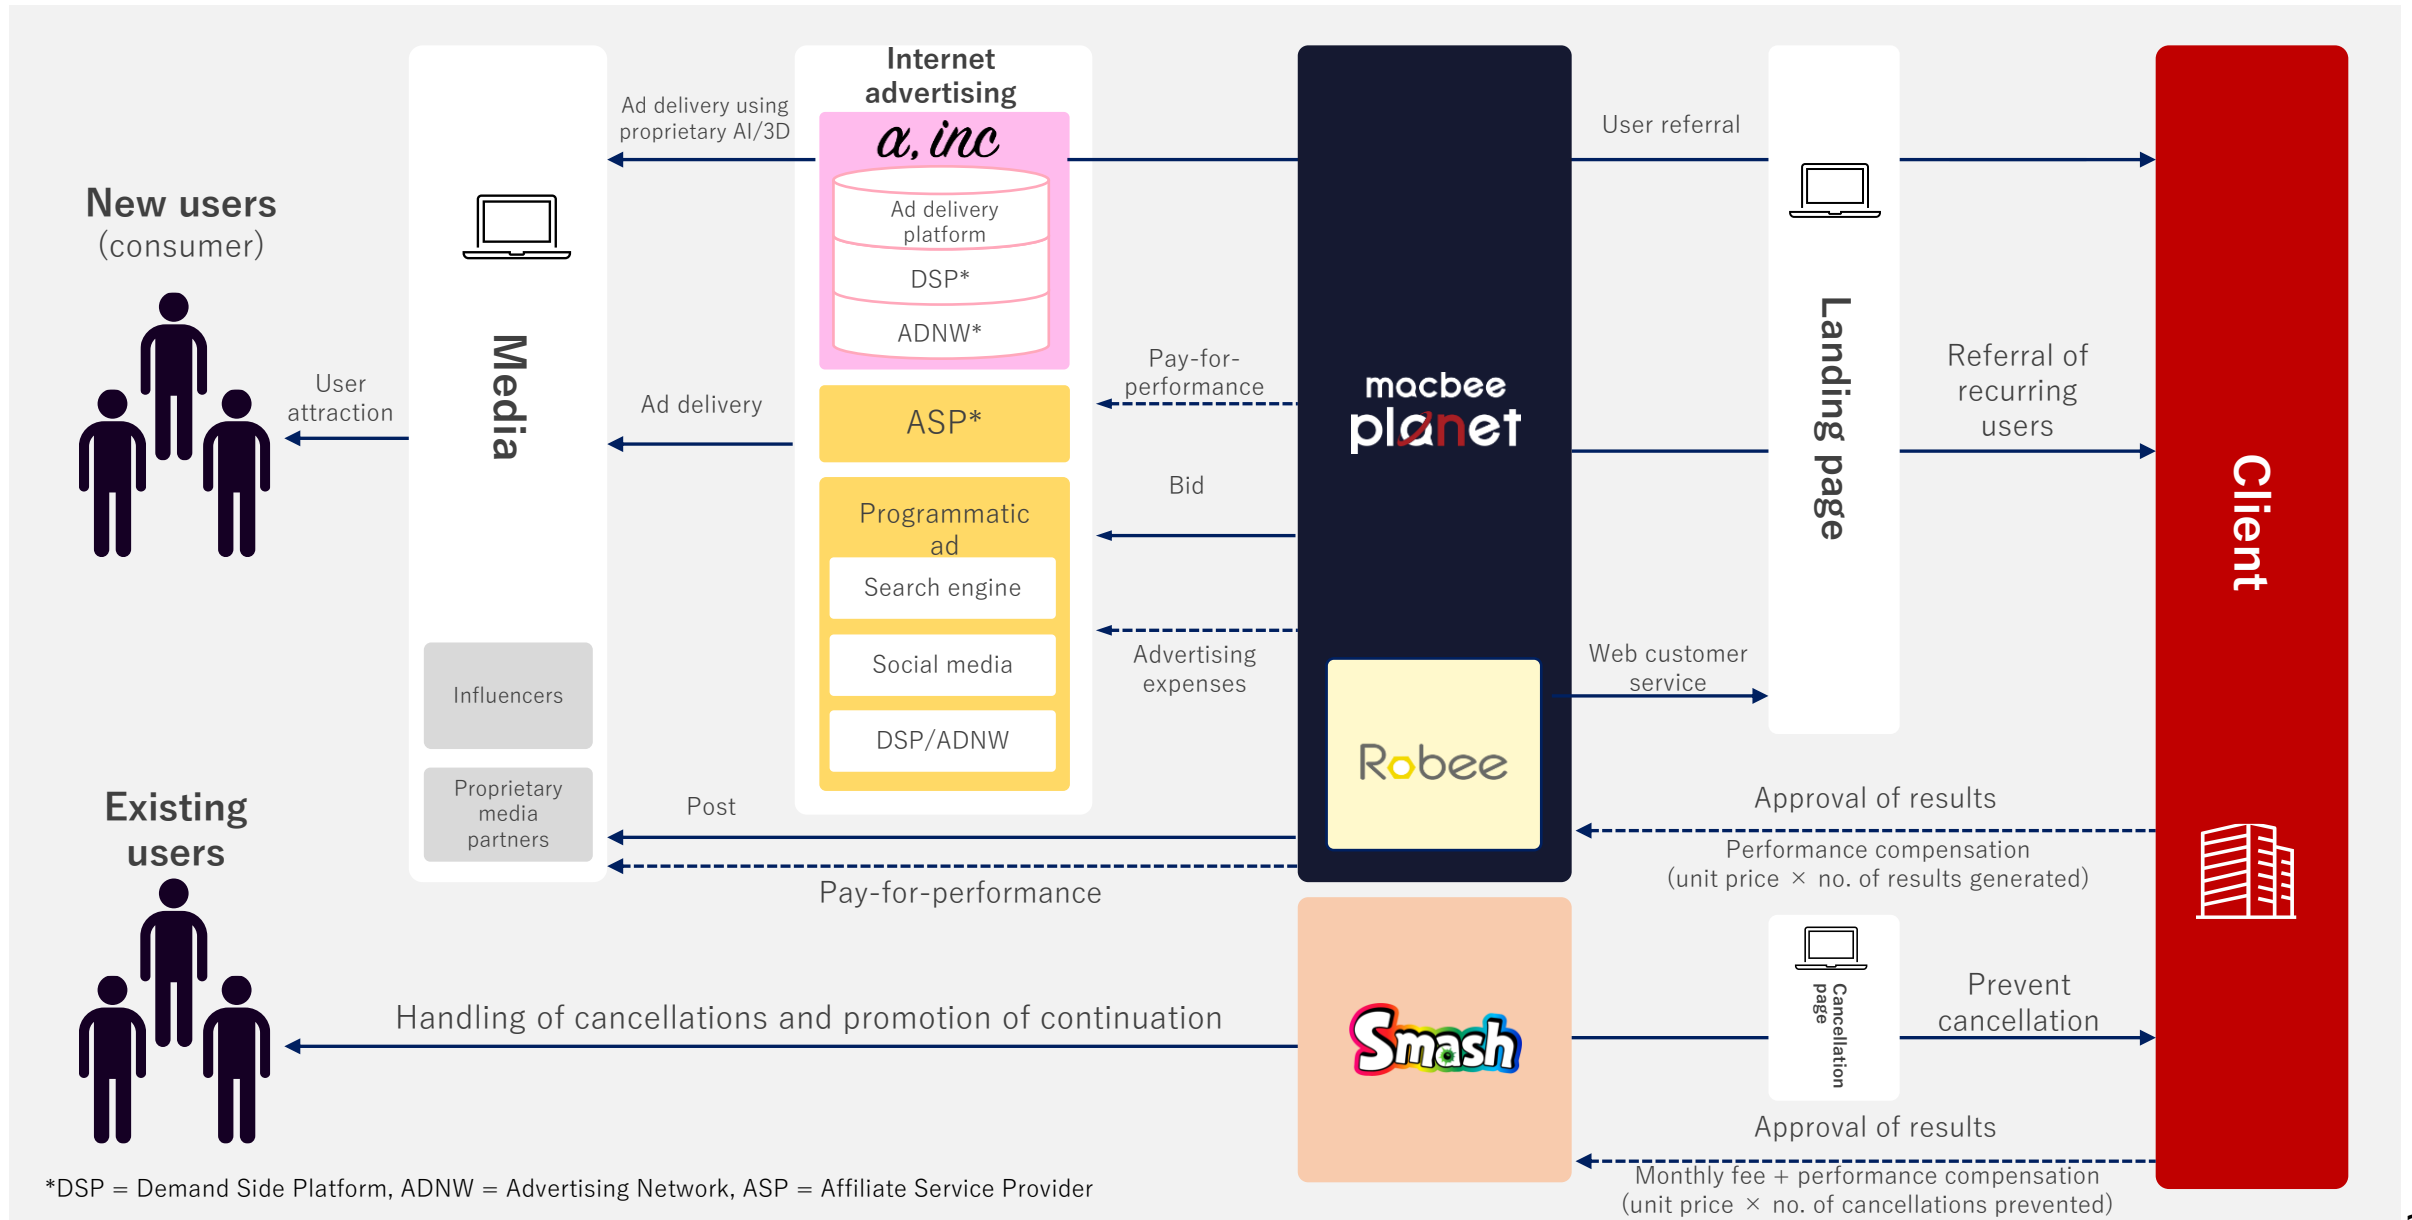 New users
(consumer)
User
attraction
Existing
users
Media
Influencers
Proprietary
media
partners
Ad delivery using
proprietary AI/3D
Ad delivery
Post
Pay-for-performance
Handling of cancellations and promotion of continuation
Internet
advertising
α, inc
Ad delivery
platform
DSP*
ADNW*
ASP*
Programmatic
ad
Search engine
Social media
DSP/ADNW
Pay-for-
performance
Bid
Advertising
expenses
macbee
planet
Robee
Smash
User referral
Web customer
service
Landing page
Referral of
recurring
users
Approval of results
Performance compensation
(unit price × no. of results generated)
Cancellation
page
Prevent
cancellation
Approval of results
Monthly fee + performance compensation
(unit price × no. of cancellations prevented)
Client
*DSP = Demand Side Platform, ADNW = Advertising Network, ASP = Affiliate Service Provider